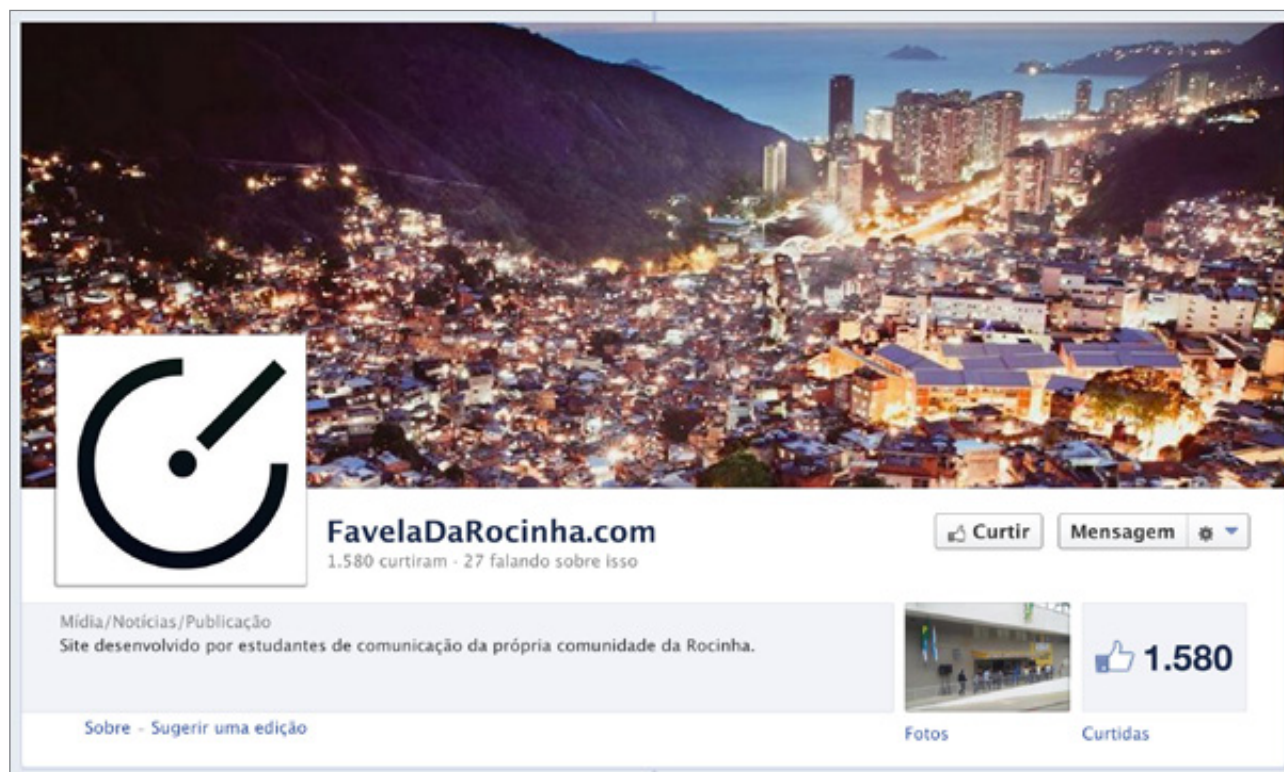 FavelaDaRocinha.com
1.580 curtiram · 27 falando sobre isso
Curtir
Mensagem
Mídia/Notícias/Publicação
Site desenvolvido por estudantes de comunicação da própria comunidade da Rocinha.
1.580
Sobre - Sugerir uma edição
Fotos
Curtidas